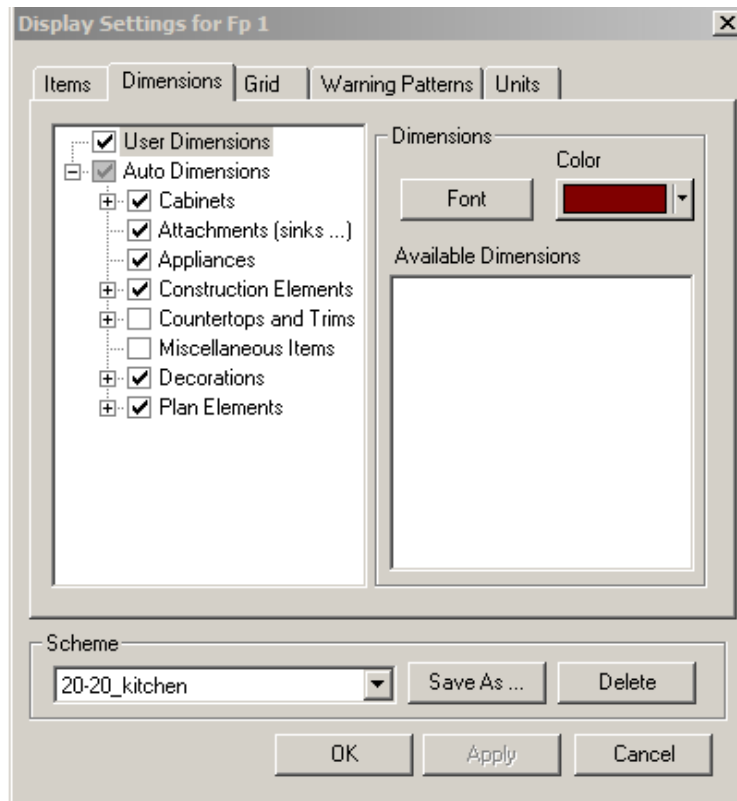 Display Settings for Fp 1
Items Dimensions Grid Warning Patterns Units
User Dimensions
Auto Dimensions
Cabinets
Attachments (sinks ...)
Appliances
Construction Elements
Countertops and Trims
Miscellaneous Items
Decorations
Plan Elements
Dimensions
Color
Font
Available Dimensions
Scheme
20-20_kitchen Save As ... Delete
OK Apply Cancel